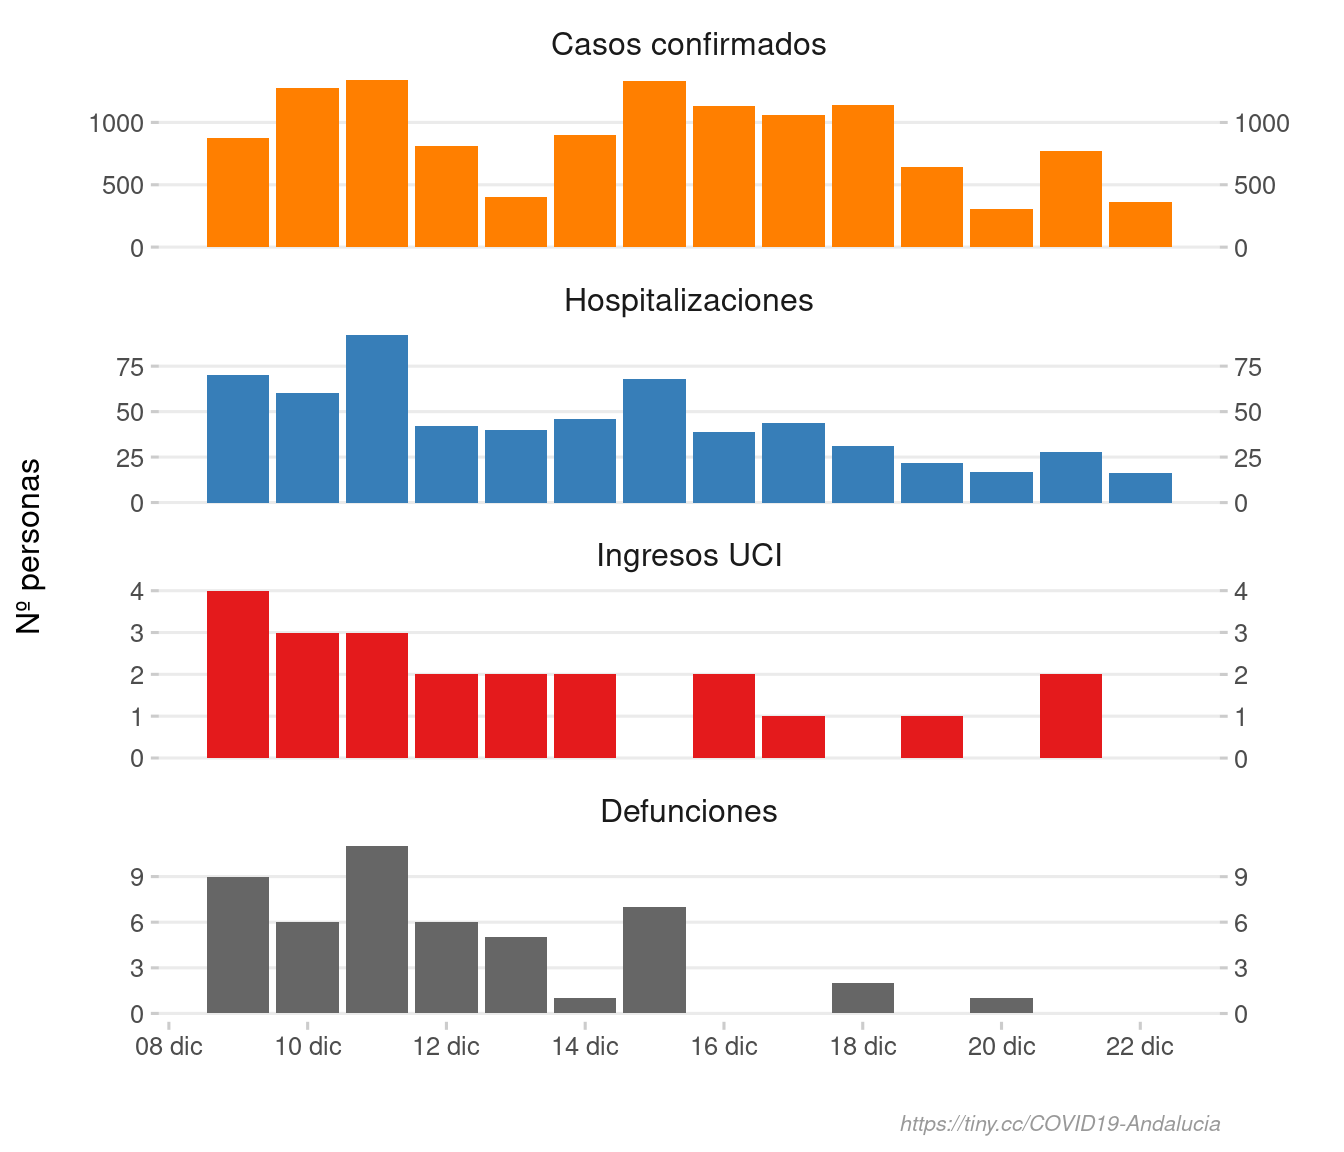 Casos confirmados
1000 1000
500 500
0 0
Hospitalizaciones
75 75
50 50
25 25
0 0
Nº personas
Ingresos UCI
4 4
3 3
2 2
1 1
0 0
Defunciones
9 9
6 6
3 3
0 0
08 dic 10 dic 12 dic 14 dic 16 dic 18 dic 20 dic 22 dic
https://tiny.cc/COVID19-Andalucia